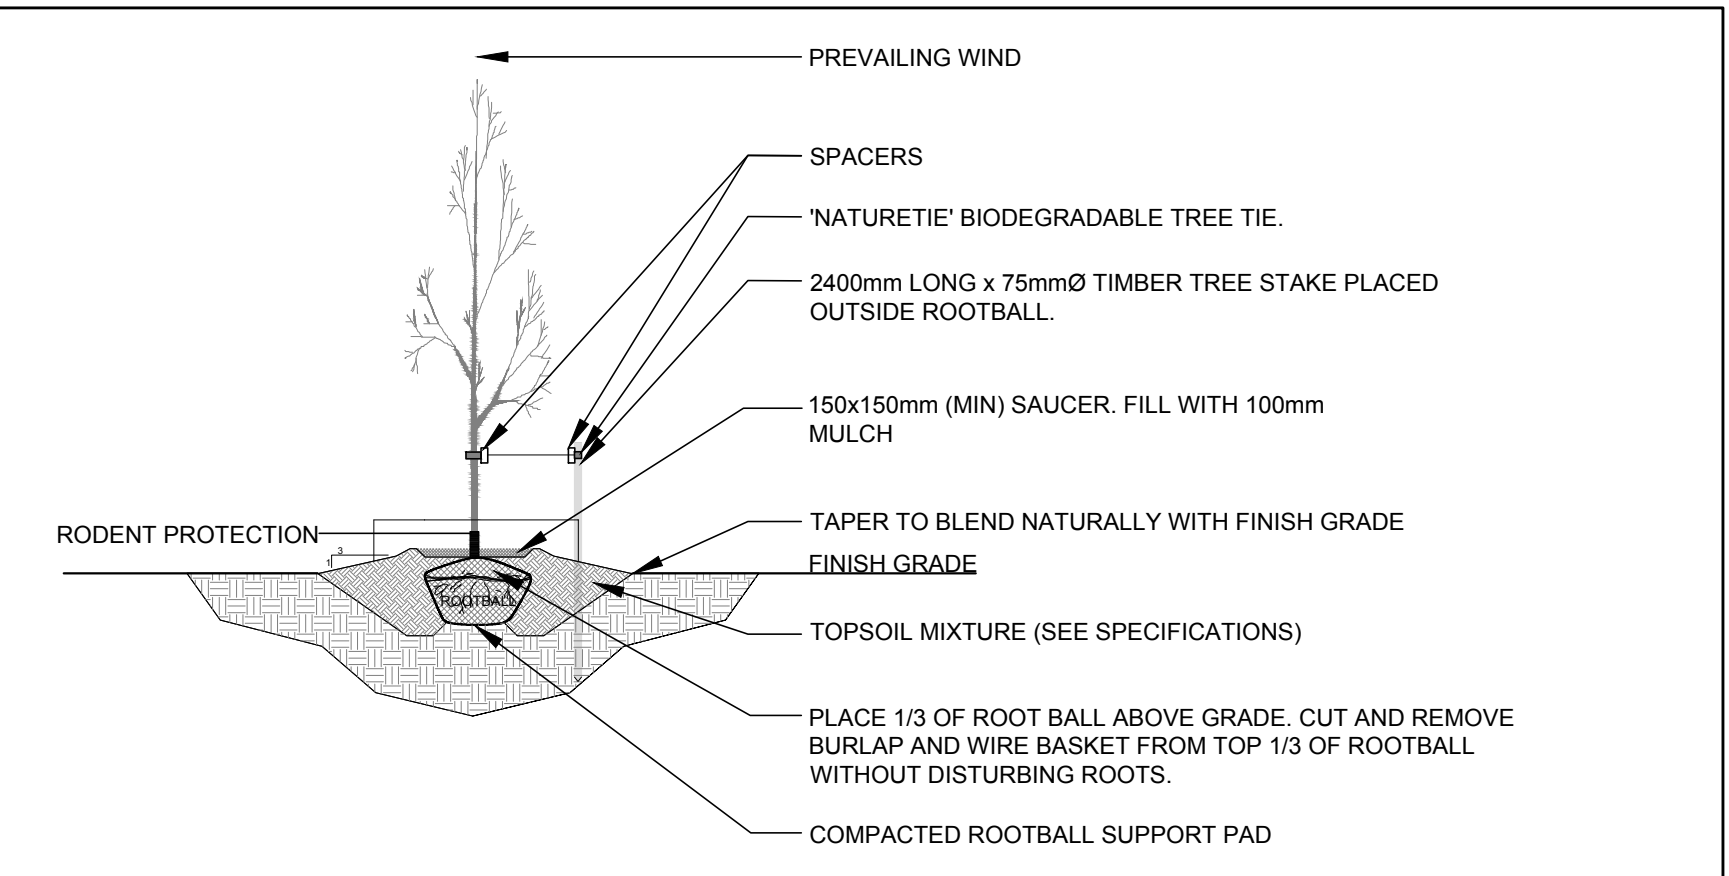 PREVAILING WIND
SPACERS
'NATURETIE' BIODEGRADABLE TREE TIE.
2400mm LONG x 75mmØ TIMBER TREE STAKE PLACED
OUTSIDE ROOTBALL.
150x150mm (MIN) SAUCER. FILL WITH 100mm
MULCH
RODENT PROTECTION
TAPER TO BLEND NATURALLY WITH FINISH GRADE
3
1
FINISH GRADE
ROOTBALL
TOPSOIL MIXTURE (SEE SPECIFICATIONS)
PLACE 1/3 OF ROOT BALL ABOVE GRADE. CUT AND REMOVE
BURLAP AND WIRE BASKET FROM TOP 1/3 OF ROOTBALL
WITHOUT DISTURBING ROOTS.
COMPACTED ROOTBALL SUPPORT PAD